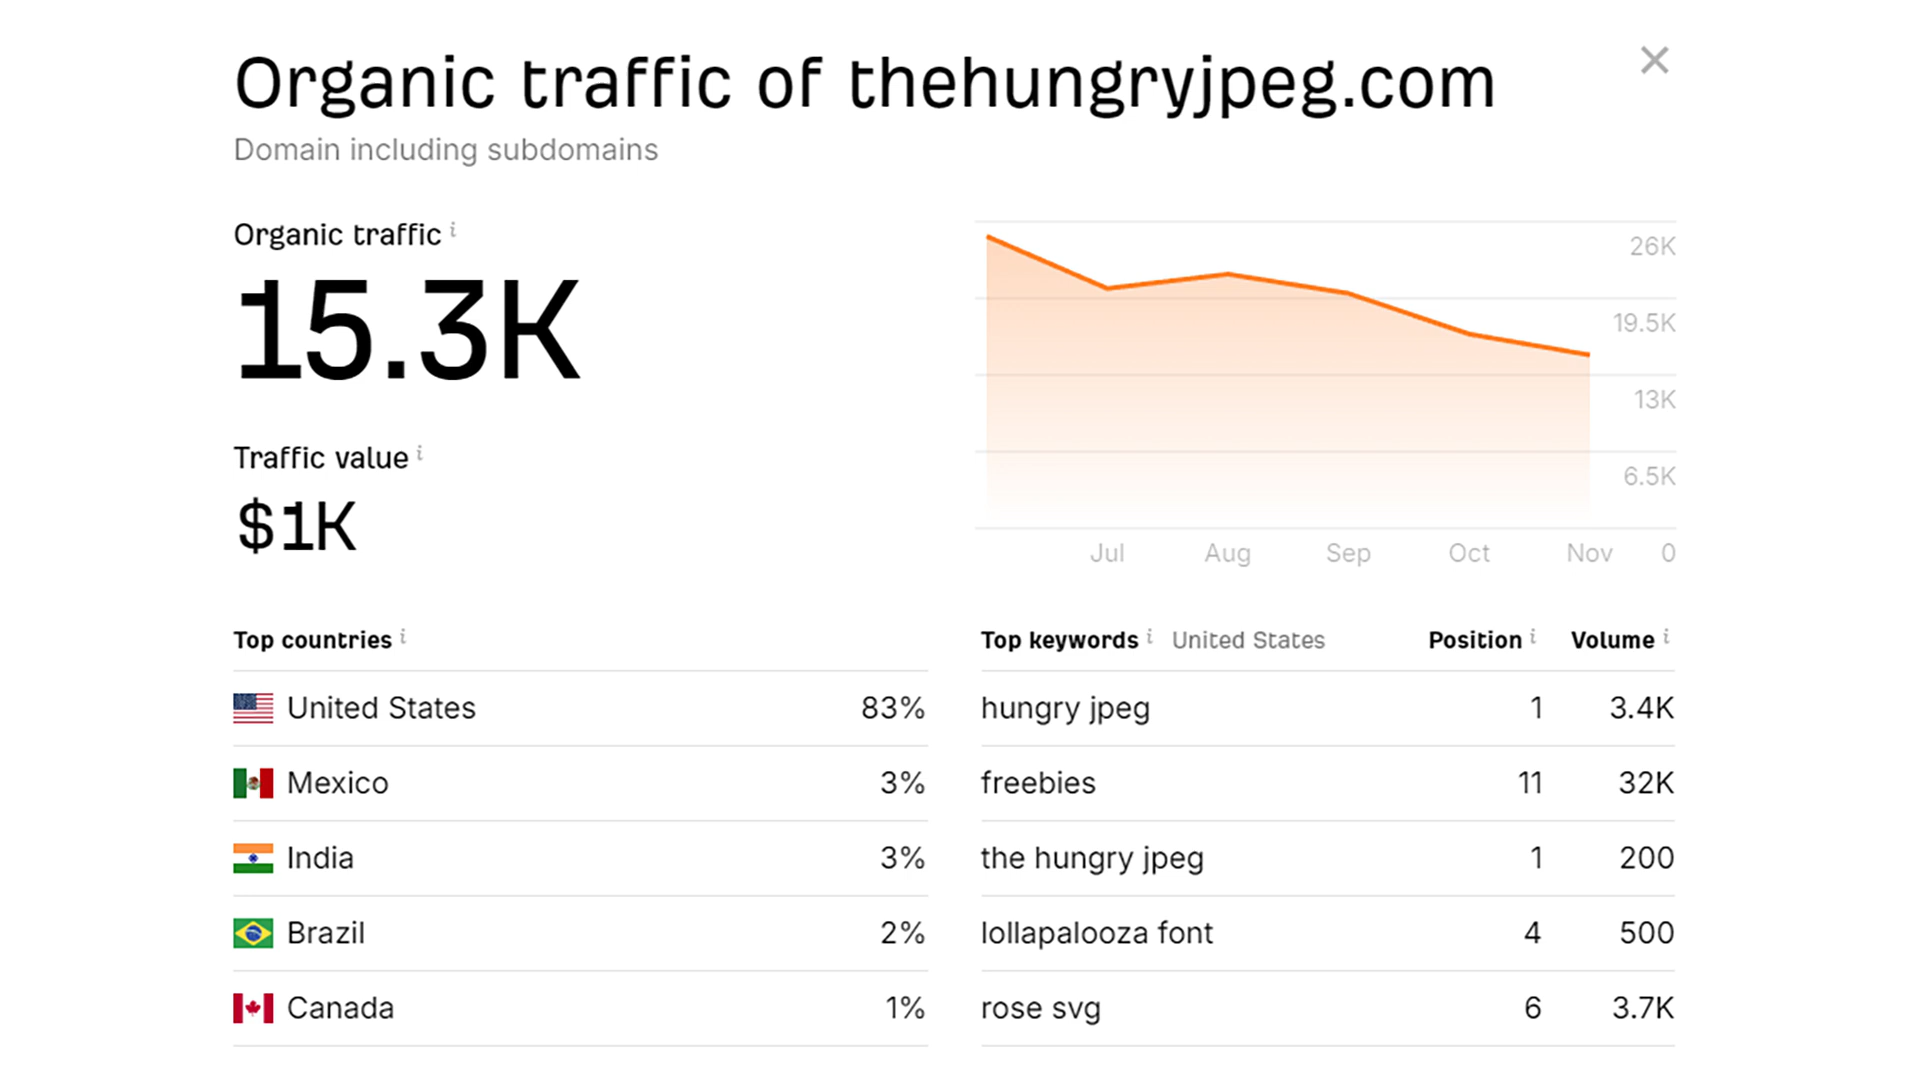 Organic traffic of thehungryjpeg.com
Domain including subdomains
Organic traffic i
15.3K
Traffic value i
$1K
26K
19.5K
13K
6.5K
Jul Aug Sep Oct Nov 0
Top countries i
United States 83%
Mexico 3%
India 3%
Brazil 2%
Canada 1%
Top keywords i United States Position i Volume i
hungry jpeg 1 3.4K
freebies 11 32K
the hungry jpeg 1 200
lollapalooza font 4 500
rose svg 6 3.7K